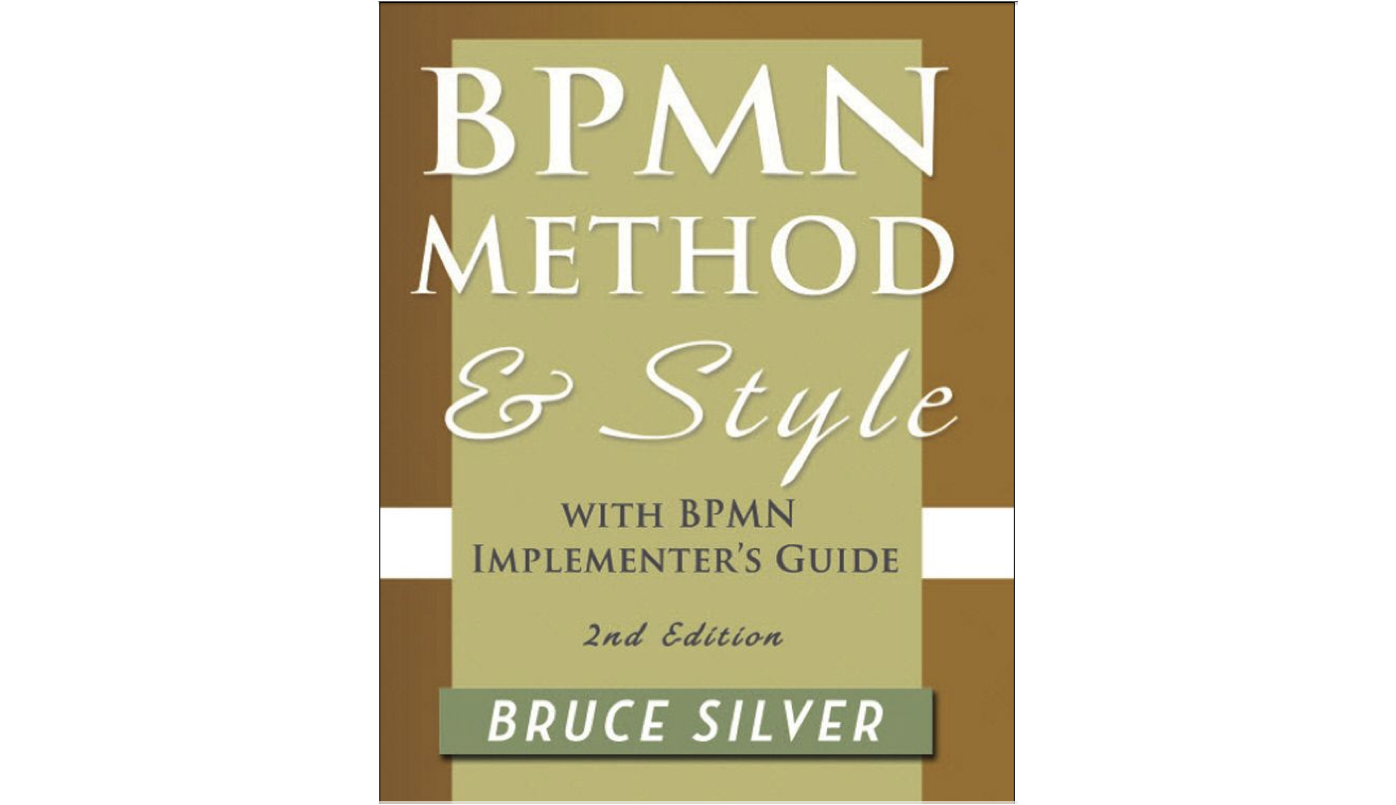 BPMN
METHOD
& Style
WITH BPMN
IMPLEMENTER'S GUIDE
2nd Edition
BRUCE SILVER